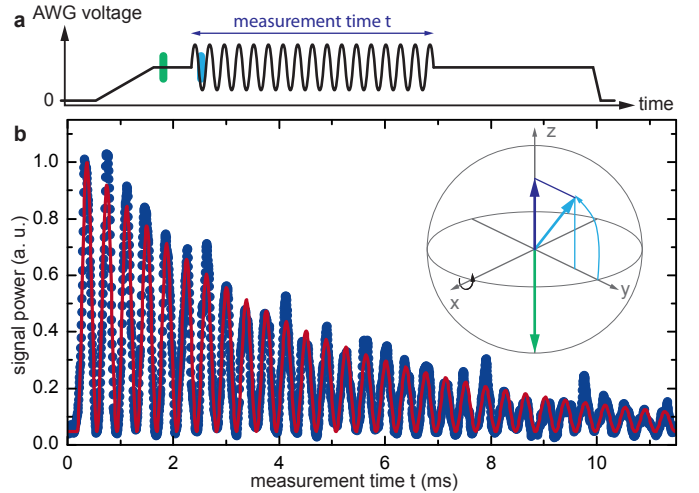 a
AWG voltage
measurement time t
0
time
b
1.0
0.8
0.6
0.4
0.2
0.0
signal power (a. u.)
z
x
y
0 2 4 6 8 10
measurement time t (ms)